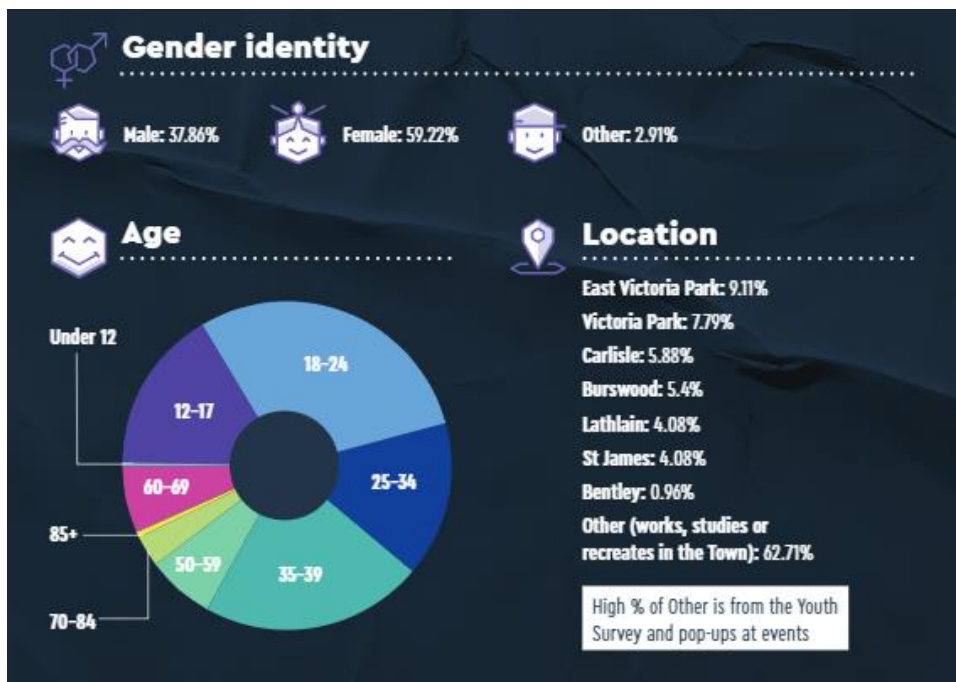 Gender identity
Male: 37.86%
Female: 59.22%
Other: 2.91%
Age
Under 12
18-24
12-17
25-34
60-69
85+
50-59
35-39
70-84
Location
East Victoria Park: 9.11%
Victoria Park: 7.79%
Carlisle: 5.88%
Burswood: 5.4%
Lathlain: 4.08%
St James: 4.08%
Bentley: 0.96%
Other (works, studies or
recreates in the Town): 62.71%
High % of Other is from the Youth
Survey and pop-ups at events